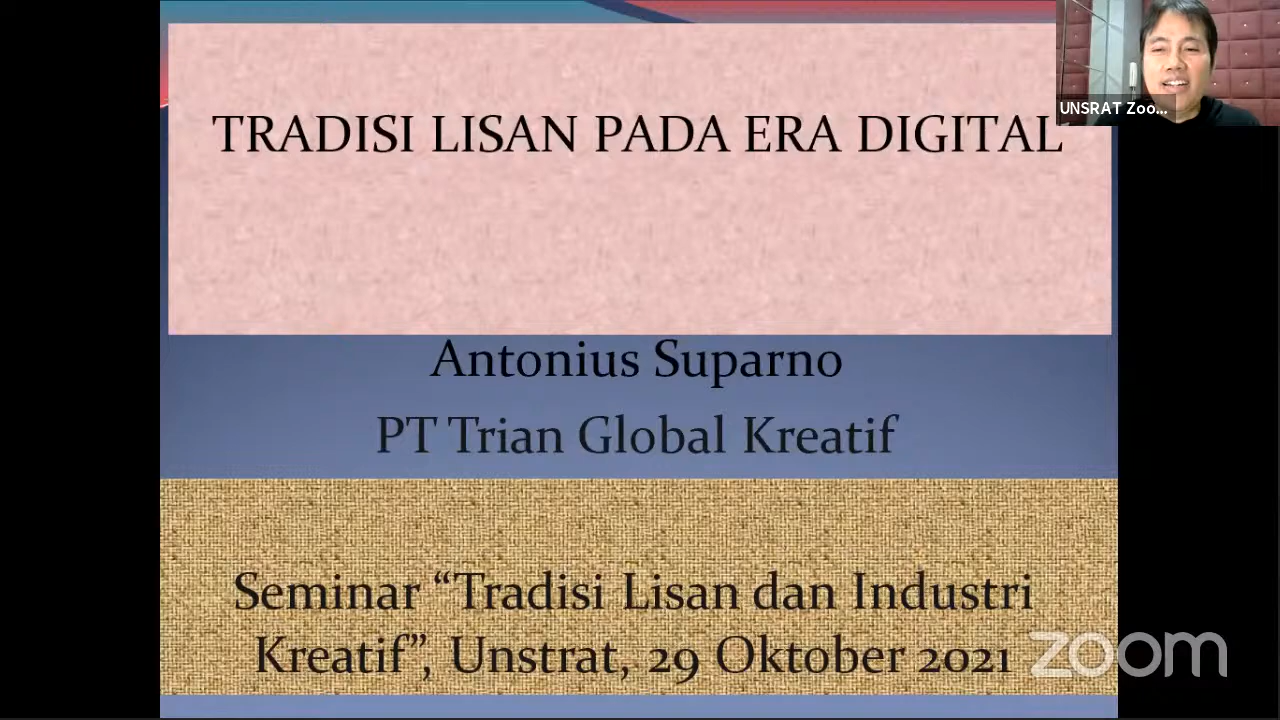 TRADISI LISAN PADA ERA DIGITAL
UNSRAT Zoo...
Antonius Suparno
PT Trian Global Kreatif
Seminar “Tradisi Lisan dan Industri
Kreatif”, Unstrat, 29 Oktober 2021
zoom